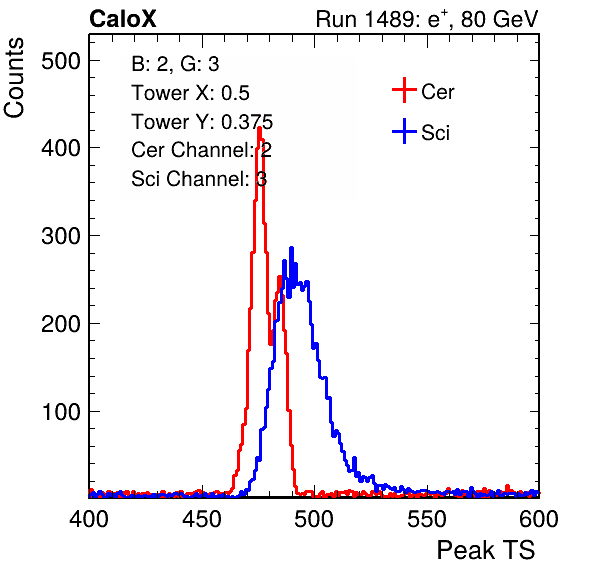 CaloX
Run 1489: e+, 80 GeV
Counts
B: 2, G: 3
Tower X: 0.5
Tower Y: 0.375
Cer Channel: 2
Sci Channel: 3
Cer
Sci
500
400
300
200
100
400 450 500 550 600
Peak TS